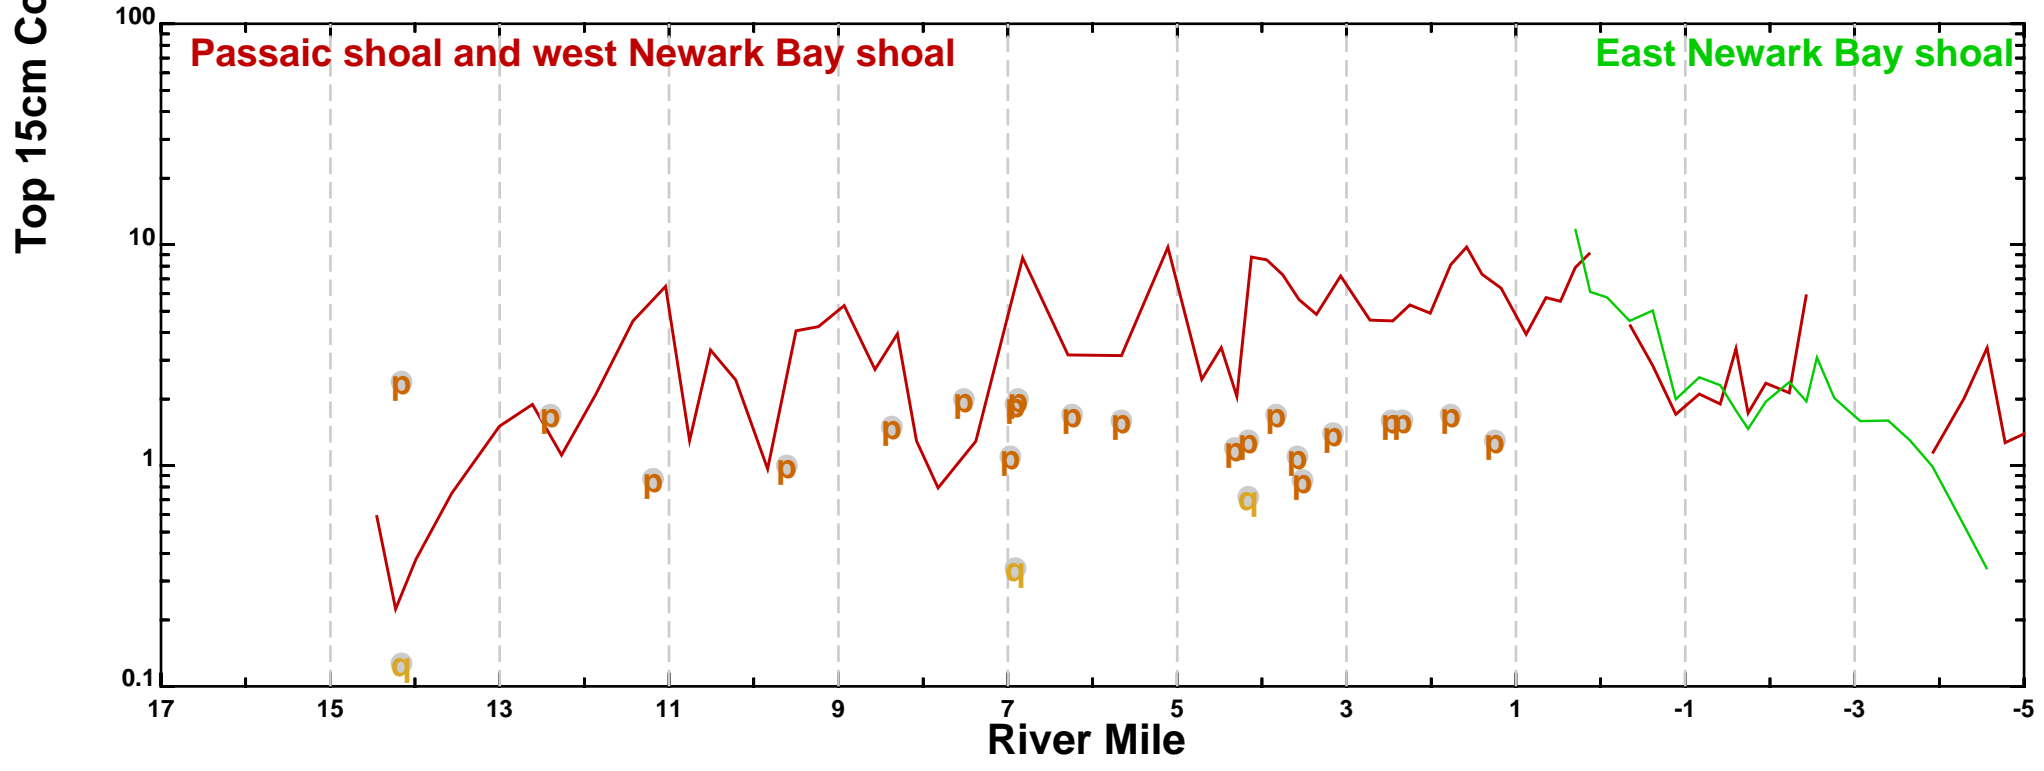 Top 15cm
100
10
1
0.1
Passaic shoal and west Newark Bay shoal
East Newark Bay shoal
p p p p p p p p p p p p p p p p p p p p p p
q q q
17 15 13 11 9 7 5 3 1 -1 -3 -5
River Mile